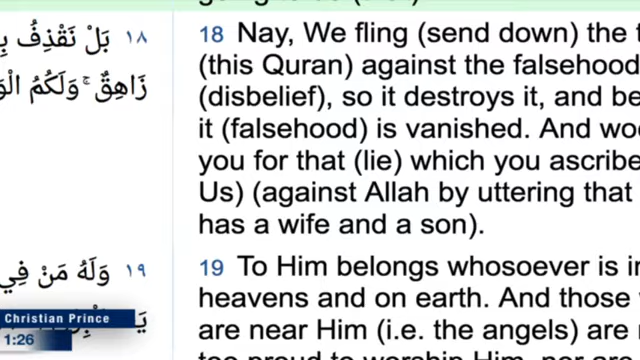 ۱۸ بَلْ نَقْذِفُ
زَاهِقٌ ۚ وَلَكُمُ
18 Nay, We fling (send down) the
(this Quran) against the falsehood
(disbelief), so it destroys it, and be
it (falsehood) is vanished. And wo
you for that (lie) which you ascribe
Us) (against Allah by uttering that
has a wife and a son).
۱۹ وَلَهُ مَنْ فِي
19 To Him belongs whosoever is i
heavens and on earth. And those
are near Him (i.e. the angels) are
Christian Prince
1:26